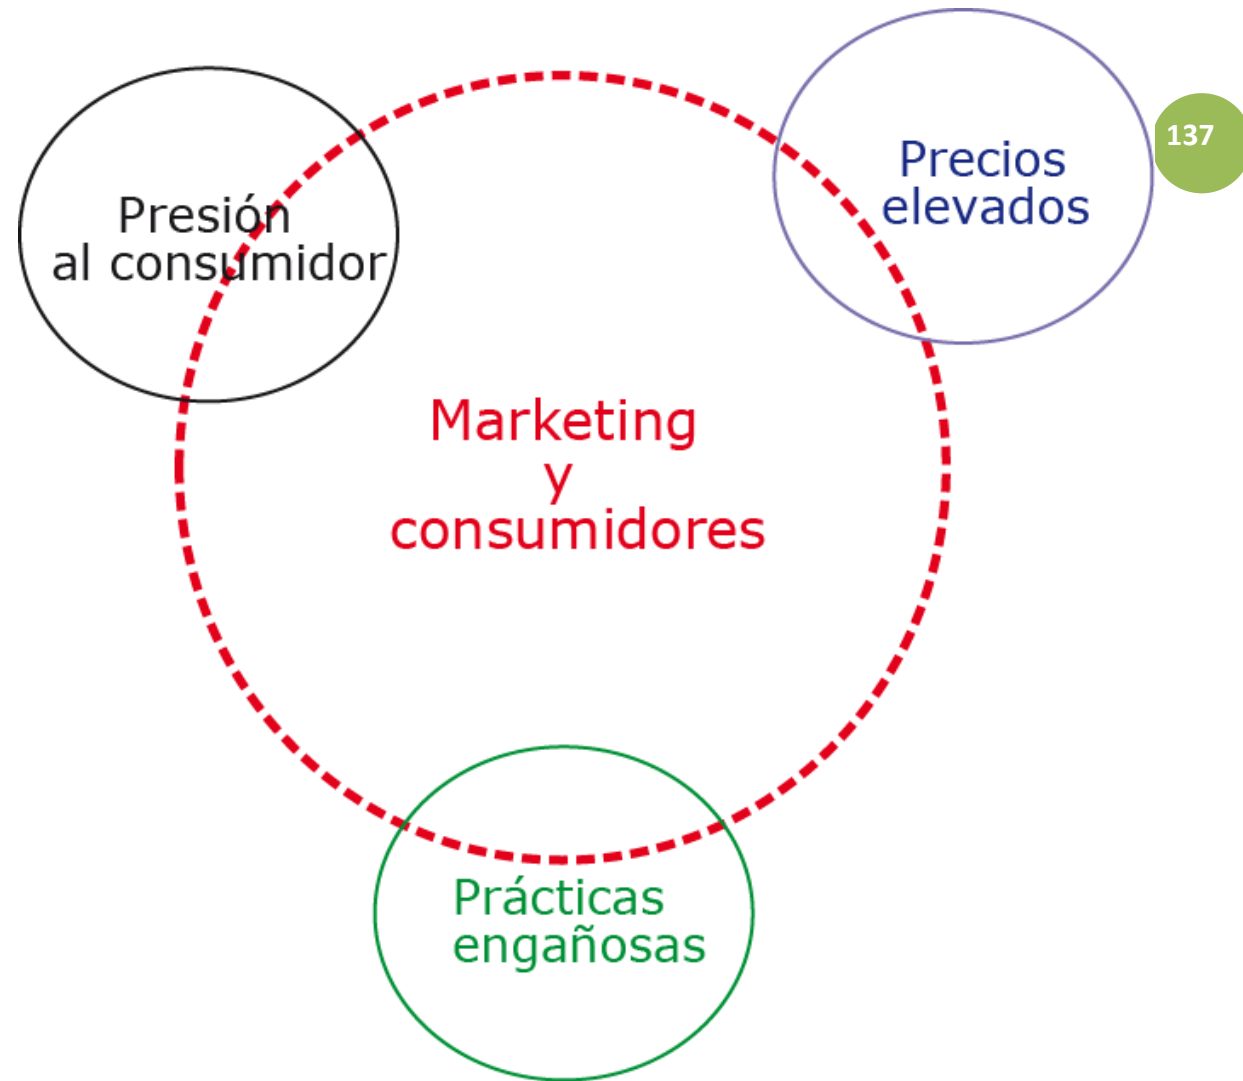 Presión
al consumidor
Precios
elevados
137
Marketing
y
consumidores
Prácticas
engañosas